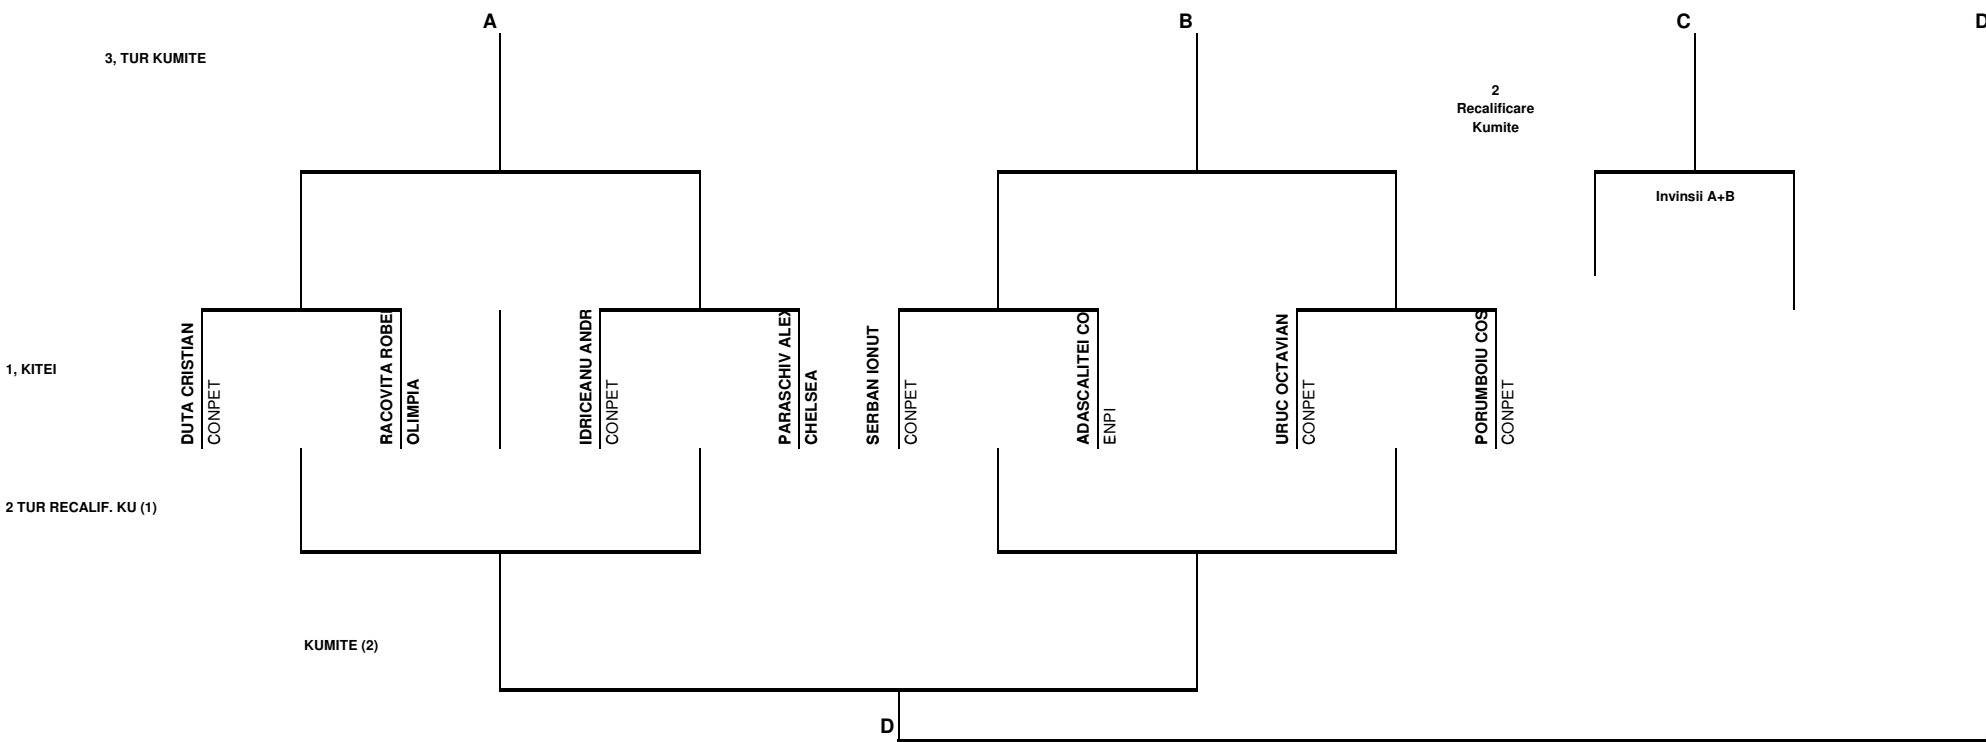 A
B
C
D
3, TUR KUMITE
2
Recalificare
Kumite
Invinsii A+B
1, KITEI
DUTA CRISTIAN
CONPET
RACOVITA ROBE
OLIMPIA
IDRICEANU ANDR
CONPET
PARASCHIV ALEX
CHELSEA
SERBAN IONUT
CONPET
ADASCALITEI CO
ENPI
URUC OCTAVIAN
CONPET
PORUMBOIU COS
CONPET
2 TUR RECALIF. KU (1)
KUMITE (2)
D